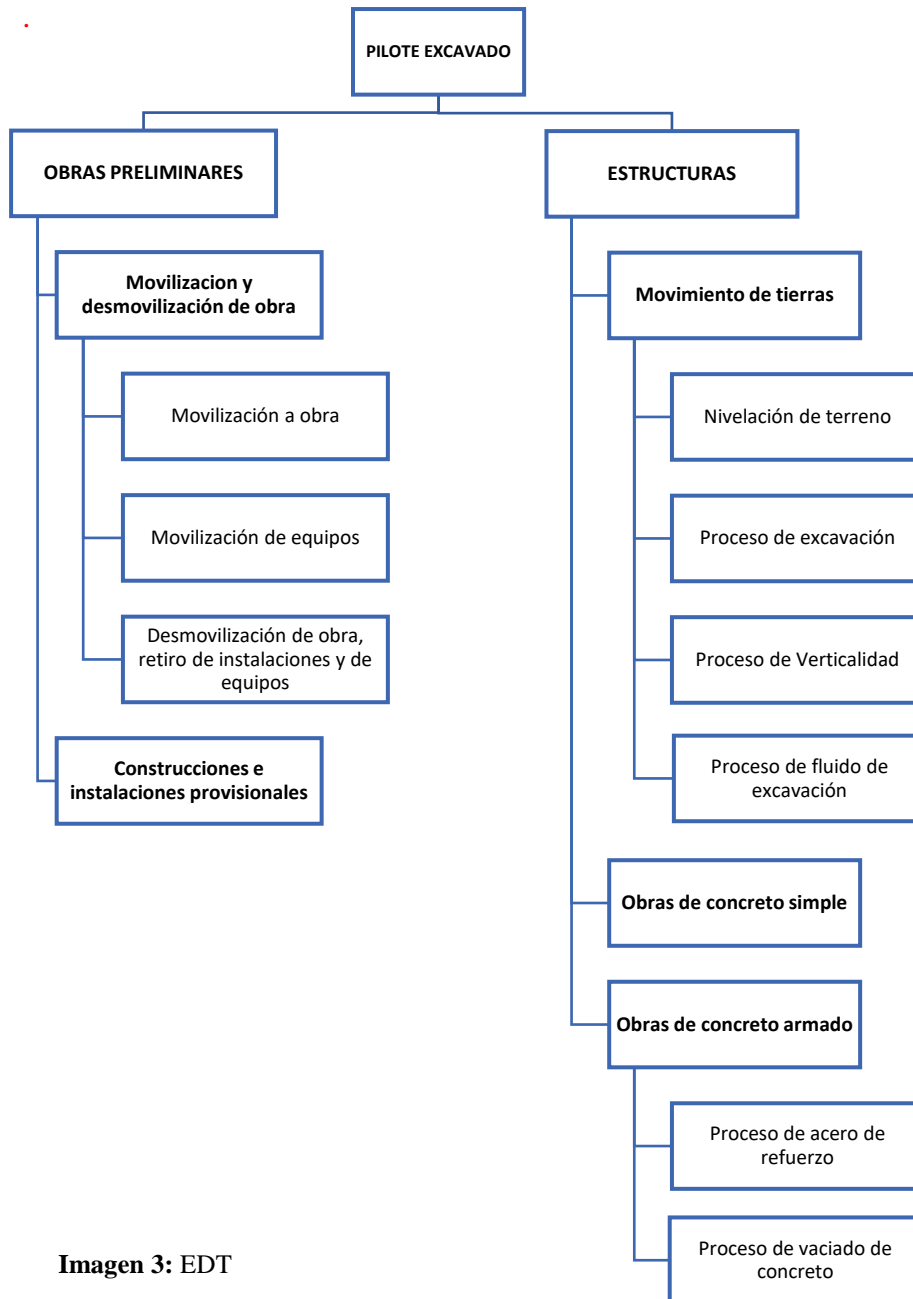 PILOTE EXCAVADO
OBRAS PRELIMINARES
Movilizacion y
desmovilización de obra
Movilización a obra
Movilización de equipos
Desmovilización de obra,
retiro de instalaciones y de
equipos
Construcciones e
instalaciones provisionales
ESTRUCTURAS
Movimiento de tierras
Nivelación de terreno
Proceso de excavación
Proceso de Verticalidad
Proceso de fluido de
excavación
Obras de concreto simple
Obras de concreto armado
Proceso de acero de
refuerzo
Proceso de vaciado de
concreto
Imagen 3: EDT